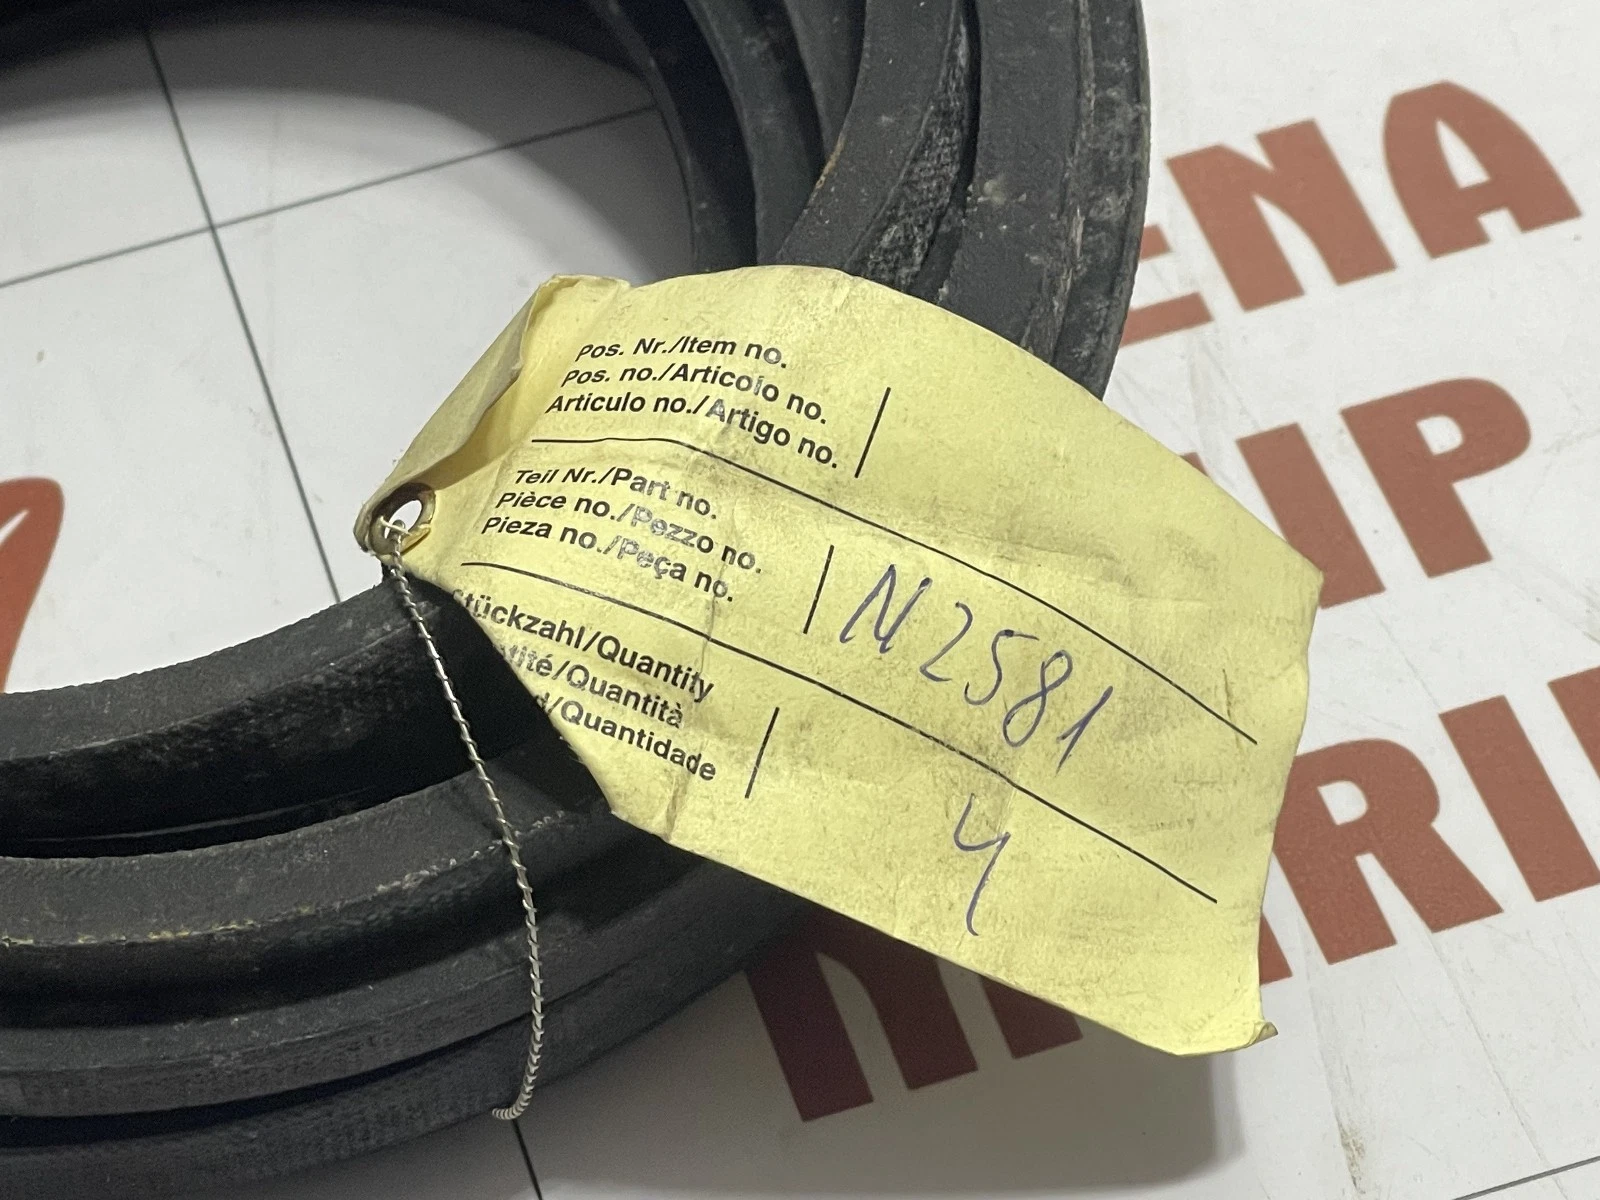 Pos. Nr./Item no.
Pos. no./Articolo no.
Articulo no./Artigo no.
Teil Nr./Part no.
Pièce no./Pezzo no.
Pieza no./Peça no.
N2581
Stückzahl/Quantity
/Quantità
/Quantidade
4
ENA